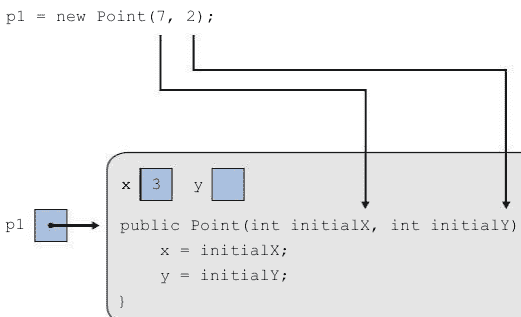 p1 = new Point(7, 2);
x 3 y
p1
public Point(int initialX, int initialY)
x = initialX;
y = initialY;
}